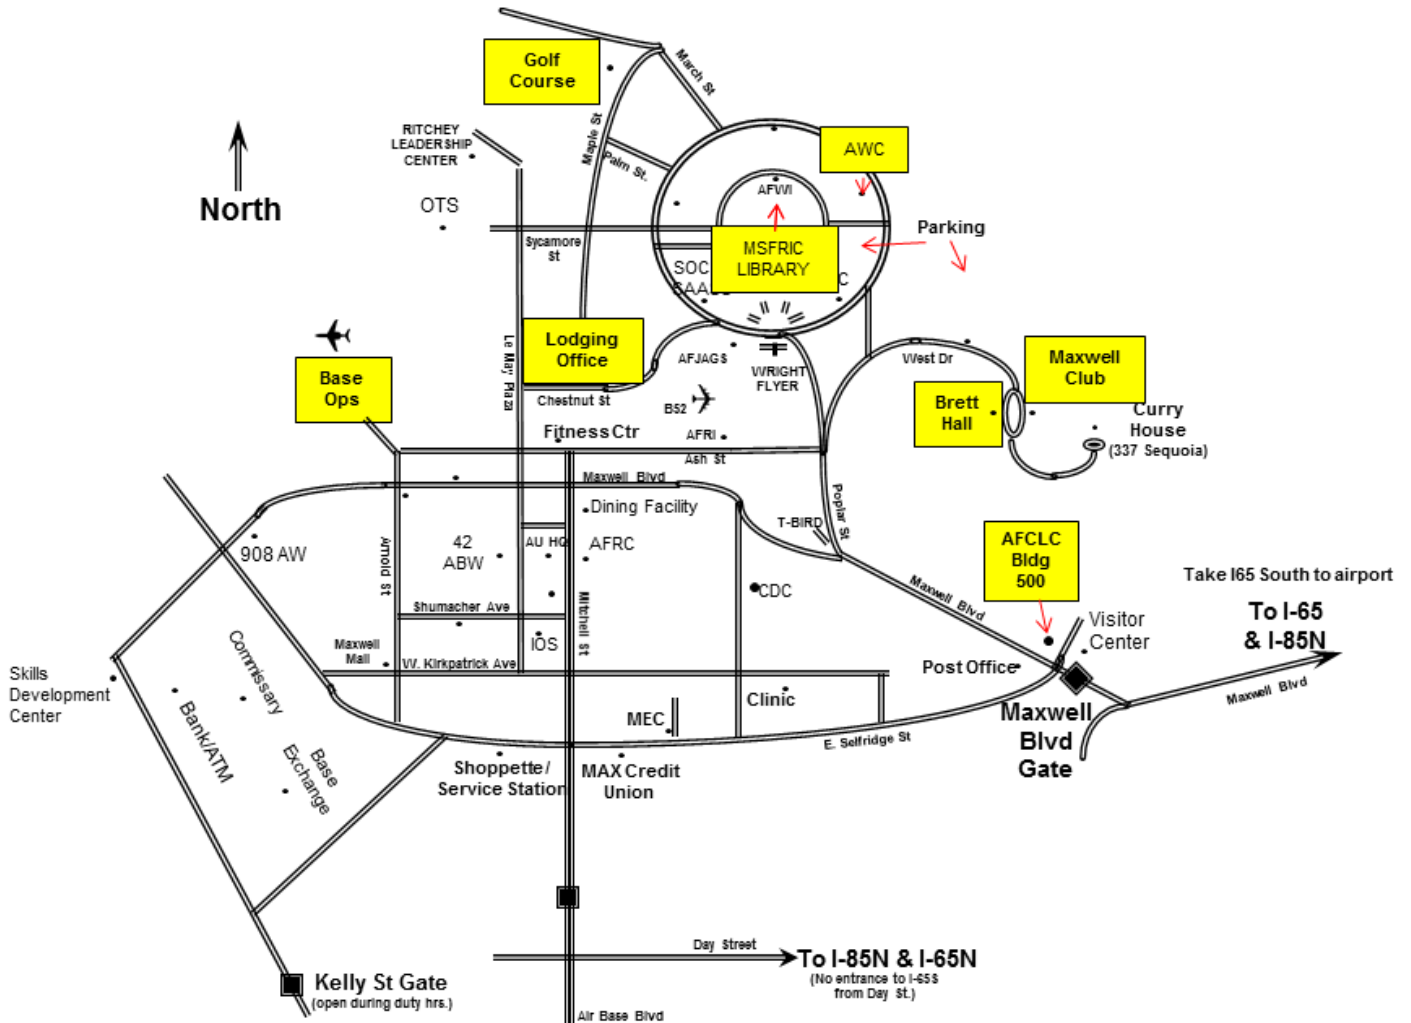 Golf
Course
March St
RITCHEY
LEADERSHIP
CENTER
Maple St
Palm St.
AWC
AFWI
North
OTS
Sycamore
St
MSFRIC
LIBRARY
Parking
SOC
SAASS
C
Lodging
Office
Le May Plaza
AFJAGS
WRIGHT
FLYER
West Dr
Maxwell
Club
Base
Ops
Chestnut St
B52
Brett
Hall
Curry
House
(337 Sequoia)
Fitness Ctr
AFRI
Ash St
Maxwell Blvd
Dining Facility
Poplar St
T-BIRD
908 AW
42
ABW
AU HQ
AFRC
Arnold St
AFCLC
Bldg
500
Take I65 South to airport
To I-65
& I-85N
CDC
Maxwell Blvd
Shumacher Ave
Mitchell St
Visitor
Center
Commissary
Maxwell
Mall
IOS
W. Kirkpatrick Ave
Post Office
Skills
Development
Center
Maxwell Blvd
Bank/ATM
Clinic
MEC
Maxwell
Blvd
Gate
E. Selfridge St
Base
Exchange
Shoppette/
Service Station
MAX Credit
Union
Day Street
To I-85N & I-65N
(No entrance to I-65S
from Day St.)
Kelly St Gate
(open during duty hrs.)
Air Base Blvd